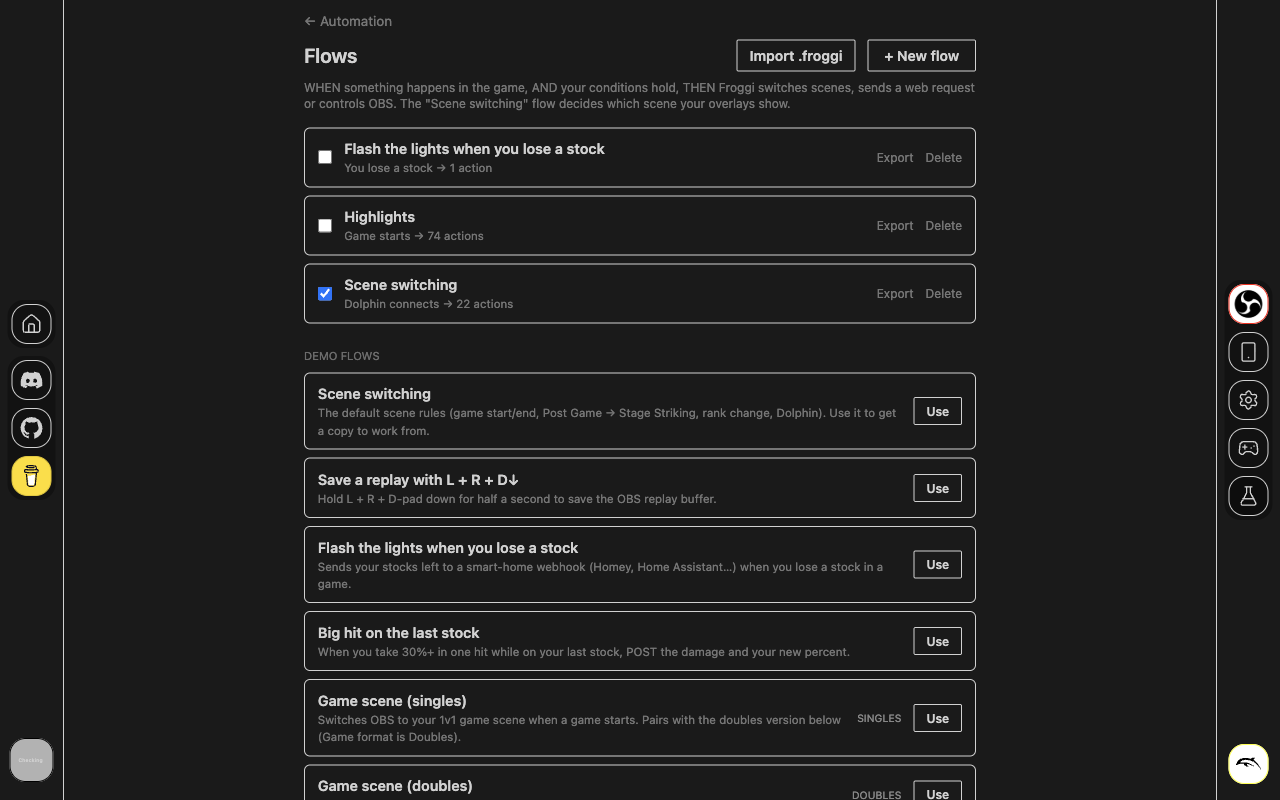 ← Automation
Flows
Import .froggi
+ New flow
WHEN something happens in the game, AND your conditions hold, THEN Froggi switches scenes, sends a web request
or controls OBS. The "Scene switching" flow decides which scene your overlays show.
Flash the lights when you lose a stock
You lose a stock → 1 action
Export Delete
Highlights
Game starts → 74 actions
Export Delete
Scene switching
Dolphin connects → 22 actions
Export Delete
DEMO FLOWS
Scene switching
The default scene rules (game start/end, Post Game → Stage Striking, rank change, Dolphin). Use it to get
a copy to work from.
Use
Save a replay with L + R + D↓
Hold L + R + D-pad down for half a second to save the OBS replay buffer.
Use
Flash the lights when you lose a stock
Sends your stocks left to a smart-home webhook (Homey, Home Assistant...) when you lose a stock in a
game.
Use
Big hit on the last stock
When you take 30%+ in one hit while on your last stock, POST the damage and your new percent.
Use
Game scene (singles)
Switches OBS to your 1v1 game scene when a game starts. Pairs with the doubles version below
(Game format is Doubles).
SINGLES
Use
Game scene (doubles)
DOUBLES
Use
Checking